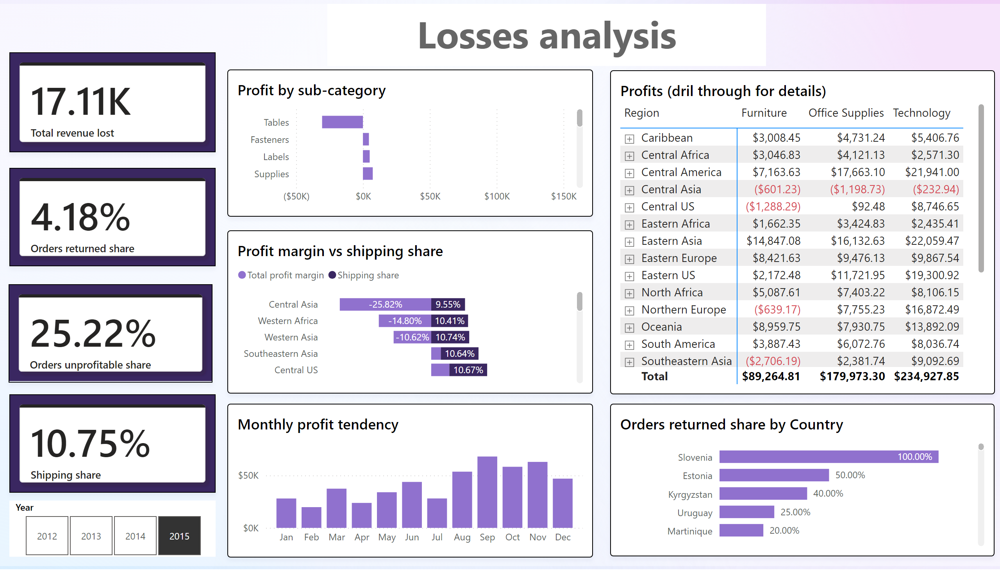 Losses analysis
17.11K
Total revenue lost
4.18%
Orders returned share
25.22%
Orders unprofitable share
10.75%
Shipping share
Year
2012 2013 2014 2015
Profit by sub-category
Tables
Fasteners
Labels
Supplies
($50K) $0K $50K $100K $150K
Profit margin vs shipping share
Total profit margin Shipping share
Central Asia -25.82% 9.55%
Western Africa -14.80% 10.41%
Western Asia -10.62% 10.74%
Southeastern Asia 10.64%
Central US 10.67%
Monthly profit tendency
$50K
$0K
Jan Feb Mar Apr May Jun Jul Aug Sep Oct Nov Dec
Profits (dril through for details)
Region Furniture Office Supplies Technology
Caribbean $3,008.45 $4,731.24 $5,406.76
Central Africa $3,046.83 $4,121.13 $2,571.30
Central America $7,163.63 $17,663.10 $21,941.00
Central Asia ($601.23) ($1,198.73) ($232.94)
Central US ($1,288.29) $92.48 $8,746.65
Eastern Africa $1,662.35 $3,424.83 $2,435.41
Eastern Asia $14,847.08 $16,132.63 $22,059.47
Eastern Europe $8,421.63 $9,476.13 $9,867.54
Eastern US $2,172.48 $11,721.95 $19,300.92
North Africa $5,087.61 $7,403.22 $8,106.15
Northern Europe ($639.17) $7,755.23 $16,872.49
Oceania $8,959.75 $7,930.75 $13,892.09
South America $3,887.43 $6,072.76 $8,036.74
Southeastern Asia ($2,706.19) $2,381.74 $9,092.69
Total $89,264.81 $179,973.30 $234,927.85
Orders returned share by Country
Slovenia 100.00%
Estonia 50.00%
Kyrgyzstan 40.00%
Uruguay 25.00%
Martinique 20.00%